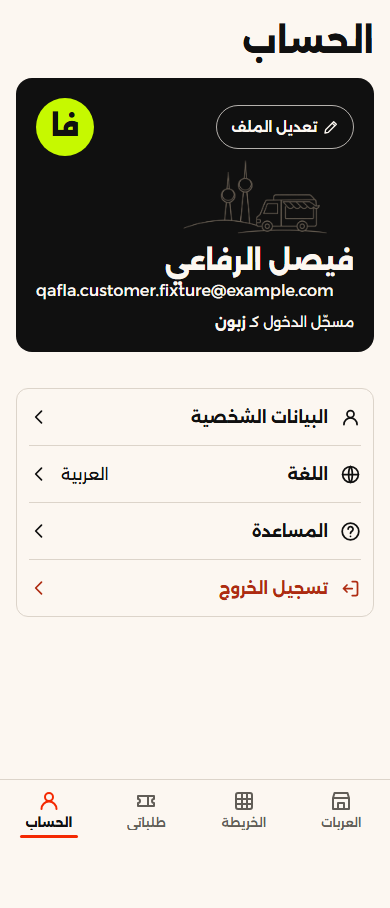 الحساب
تعديل الملف
فا
فيصل الرفاعي
qafla.customer.fixture@example.com
مسجّل الدخول كـ زبون
البيانات الشخصية
اللغة العربية
المساعدة
تسجيل الخروج
العربات الخريطة طلباتي الحساب